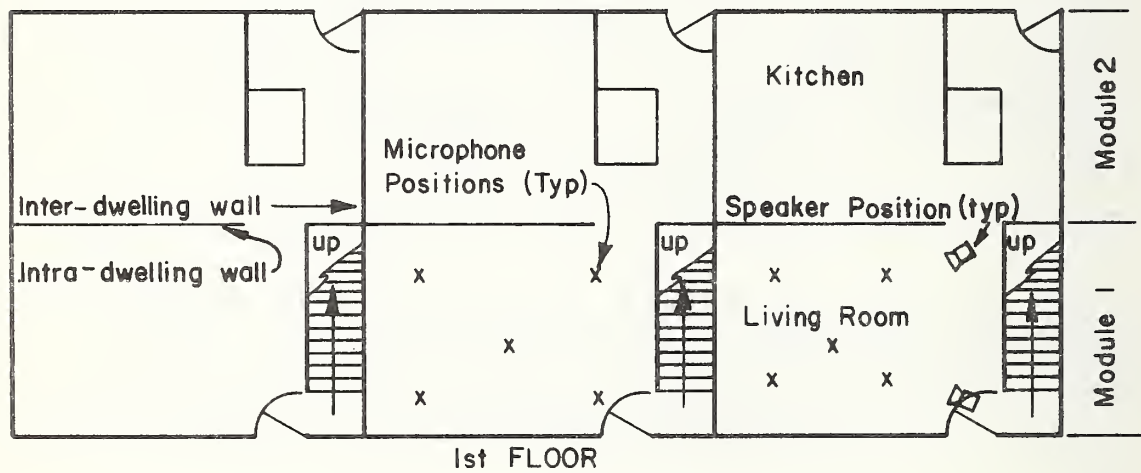 Kitchen
Module 2
Microphone
Positions (Typ)
Inter-dwelling wall
Speaker Position (typ)
up
up
up
Intra-dwelling wall
x
x
x
x
Living Room
Module 1
x
x
x
x
x
x
1st FLOOR